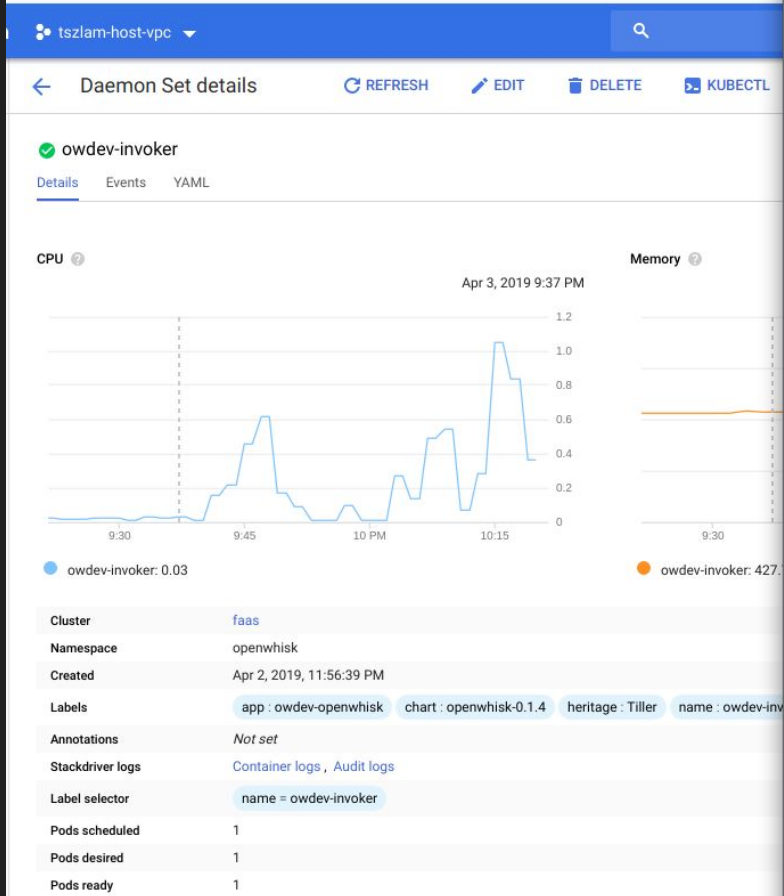 tszlam-host-vpc
Daemon Set details REFRESH EDIT DELETE KUBECTL
owdev-invoker
Details Events YAML
CPU Memory
Apr 3, 2019 9:37 PM
1.2
1.0
0.8
0.6
0.4
0.2
0
9:30 9:45 10 PM 10:15 9:30
owdev-invoker: 0.03 owdev-invoker: 427.
Cluster faas
Namespace openwhisk
Created Apr 2, 2019, 11:56:39 PM
Labels app : owdev-openwhisk chart : openwhisk-0.1.4 heritage : Tiller name : owdev-inv
Annotations Not set
Stackdriver logs Container logs , Audit logs
Label selector name = owdev-invoker
Pods scheduled 1
Pods desired 1
Pods ready 1